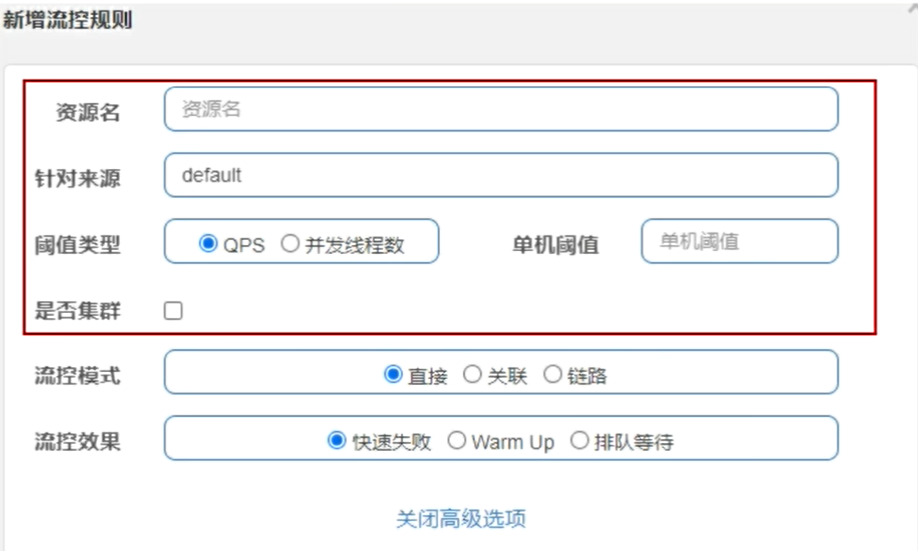 新增流控规则
资源名 资源名
针对来源 default
阈值类型 QPS 并发线程数 单机阈值 单机阈值
是否集群
流控模式 直接 关联 链路
流控效果 快速失败 Warm Up 排队等待
关闭高级选项